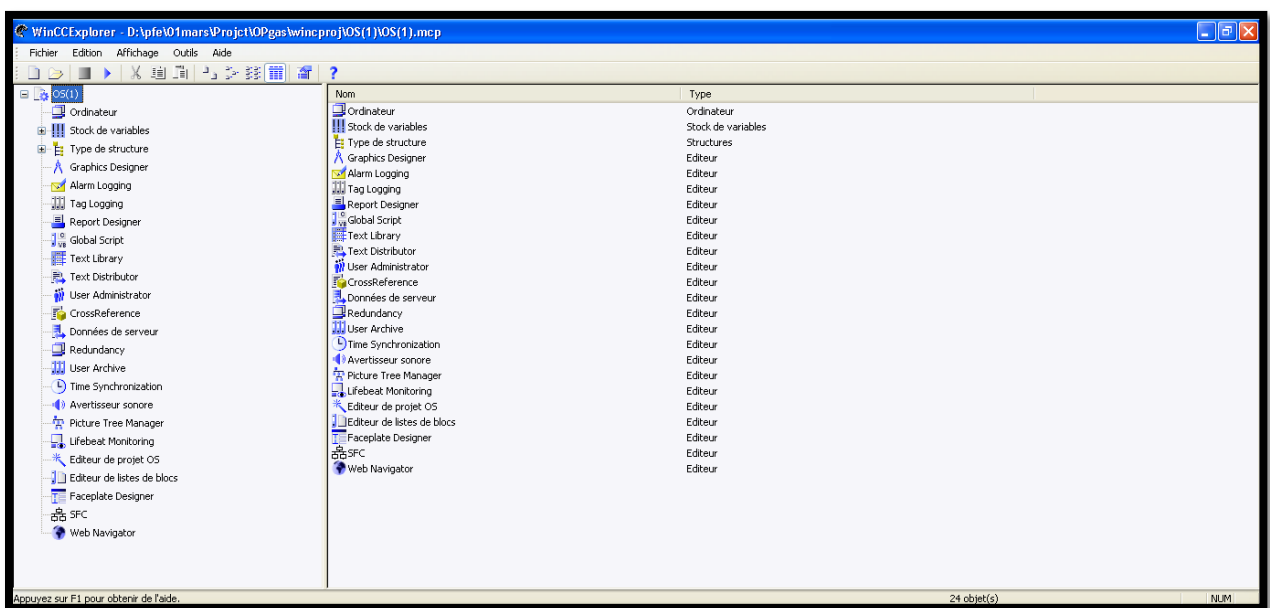 WinCCExplorer - D:\pfe\01mars\Projct\OPgas\wincproj\OS(1)\OS(1).mcp
Fichier Edition Affichage Outils Aide
OS(1)
Ordinateur
Stock de variables
Type de structure
Graphics Designer
Alarm Logging
Tag Logging
Report Designer
Global Script
Text Library
Text Distributor
User Administrator
CrossReference
Données de serveur
Redundancy
User Archive
Time Synchronization
Avertisseur sonore
Picture Tree Manager
Lifebeat Monitoring
Editeur de projet OS
Editeur de listes de blocs
Faceplate Designer
SFC
Web Navigator
Nom Type
Ordinateur Ordinateur
Stock de variables Stock de variables
Type de structure Structures
Graphics Designer Editeur
Alarm Logging Editeur
Tag Logging Editeur
Report Designer Editeur
Global Script Editeur
Text Library Editeur
Text Distributor Editeur
User Administrator Editeur
CrossReference Editeur
Données de serveur Editeur
Redundancy Editeur
User Archive Editeur
Time Synchronization Editeur
Avertisseur sonore Editeur
Picture Tree Manager Editeur
Lifebeat Monitoring Editeur
Editeur de projet OS Editeur
Editeur de listes de blocs Editeur
Faceplate Designer Editeur
SFC Editeur
Web Navigator Editeur
Appuyez sur F1 pour obtenir de l'aide. 24 objet(s) NUM